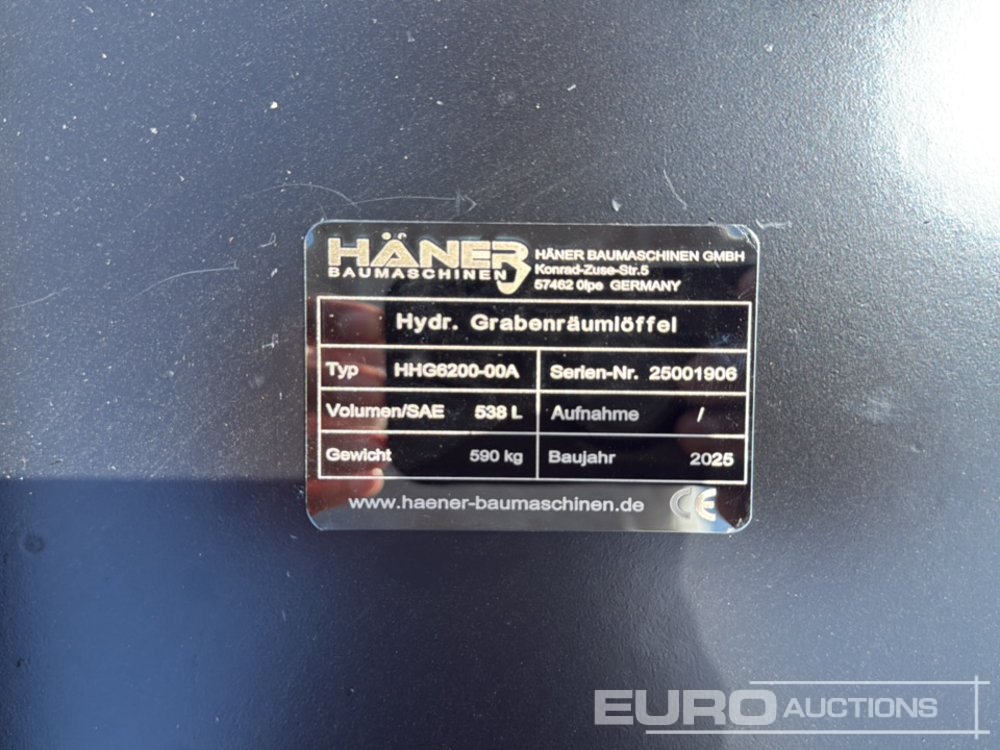 HÄNER
BAUMASCHINEN
HÄNER BAUMASCHINEN GMBH
Konrad-Zuse-Str.5
57462 Olpe GERMANY
Hydr. Grabenräumlöffel
Typ HHG6200-00A Serien-Nr. 25001906
Volumen/SAE 538 L Aufnahme /
Gewicht 590 kg Baujahr 2025
www.haener-baumaschinen.de CE
EURO AUCTIONS